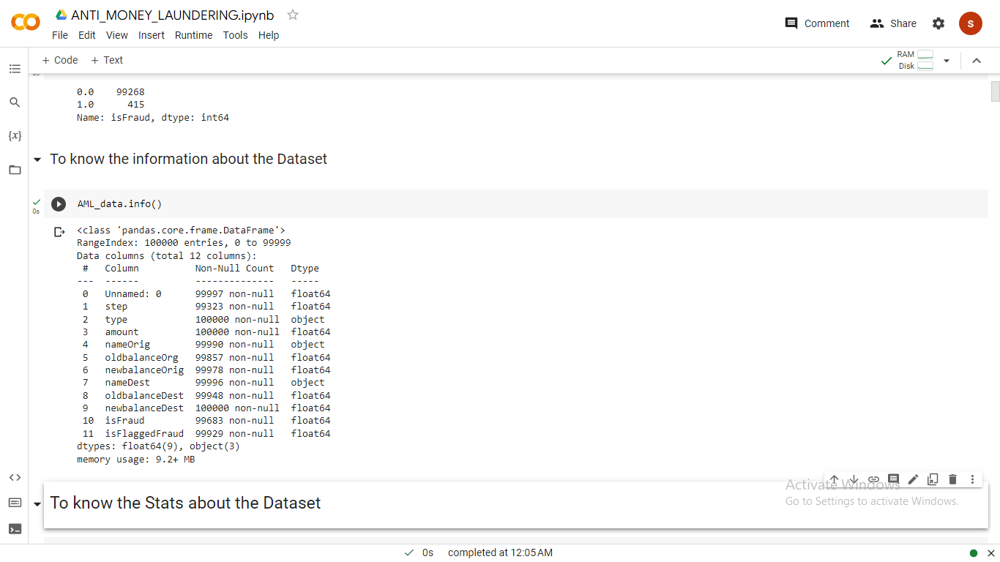 ANTI_MONEY_LAUNDERING.ipynb
File Edit View Insert Runtime Tools Help
Comment
Share
S
+ Code + Text
RAM
Disk
0.0 99268
1.0 415
Name: isFraud, dtype: int64
{x}
To know the information about the Dataset
0s
AML_data.info()
<class 'pandas.core.frame.DataFrame'>
RangeIndex: 100000 entries, 0 to 99999
Data columns (total 12 columns):
# Column Non-Null Count Dtype
--- ------ -------------- -----
0 Unnamed: 0 99997 non-null float64
1 step 99323 non-null float64
2 type 100000 non-null object
3 amount 100000 non-null float64
4 nameOrig 99990 non-null object
5 oldbalanceOrg 99857 non-null float64
6 newbalanceOrig 99978 non-null float64
7 nameDest 99996 non-null object
8 oldbalanceDest 99948 non-null float64
9 newbalanceDest 100000 non-null float64
10 isFraud 99683 non-null float64
11 isFlaggedFraud 99929 non-null float64
dtypes: float64(9), object(3)
memory usage: 9.2+ MB
To know the Stats about the Dataset
Activate Windows
Go to Settings to activate Windows.
0s completed at 12:05 AM